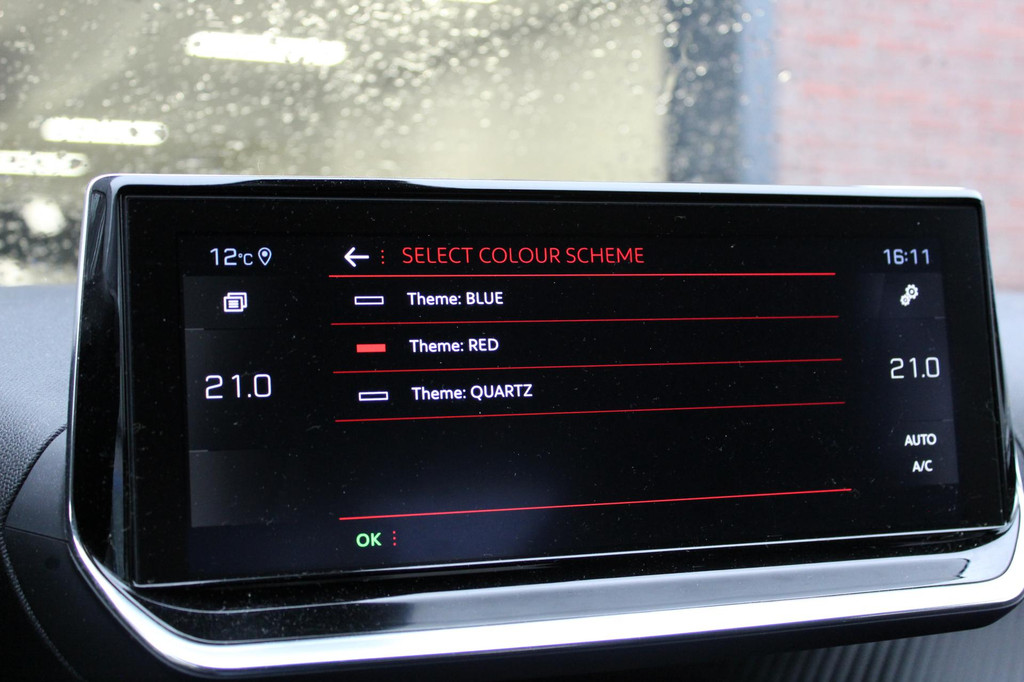 12°C
SELECT COLOUR SCHEME
16:11
Theme: BLUE
Theme: RED
21.0
21.0
Theme: QUARTZ
AUTO
A/C
OK